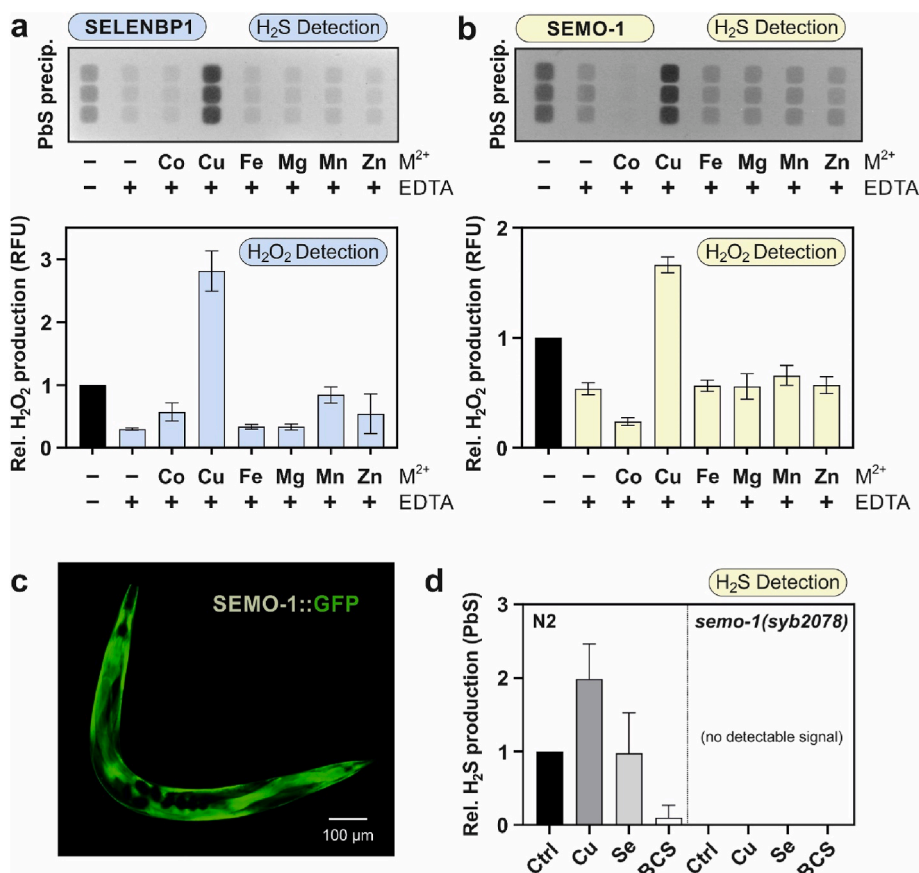 a
SELENBP1
H₂S Detection
PbS precip.
– – Co Cu Fe Mg Mn Zn M²⁺
– + + + + + + + EDTA
H₂O₂ Detection
Rel. H₂O₂ production (RFU)
3
2
1
0
– – Co Cu Fe Mg Mn Zn M²⁺
– + + + + + + + EDTA
b
SEMO-1
H₂S Detection
PbS precip.
– – Co Cu Fe Mg Mn Zn M²⁺
– + + + + + + + EDTA
H₂O₂ Detection
Rel. H₂O₂ production (RFU)
2
1
0
– – Co Cu Fe Mg Mn Zn M²⁺
– + + + + + + + EDTA
c
SEMO-1::GFP
100 µm
d
H₂S Detection
Rel. H₂S production (PbS)
3
2
1
0
N2
semo-1(syb2078)
(no detectable signal)
Ctrl Cu Se BCS Ctrl Cu Se BCS